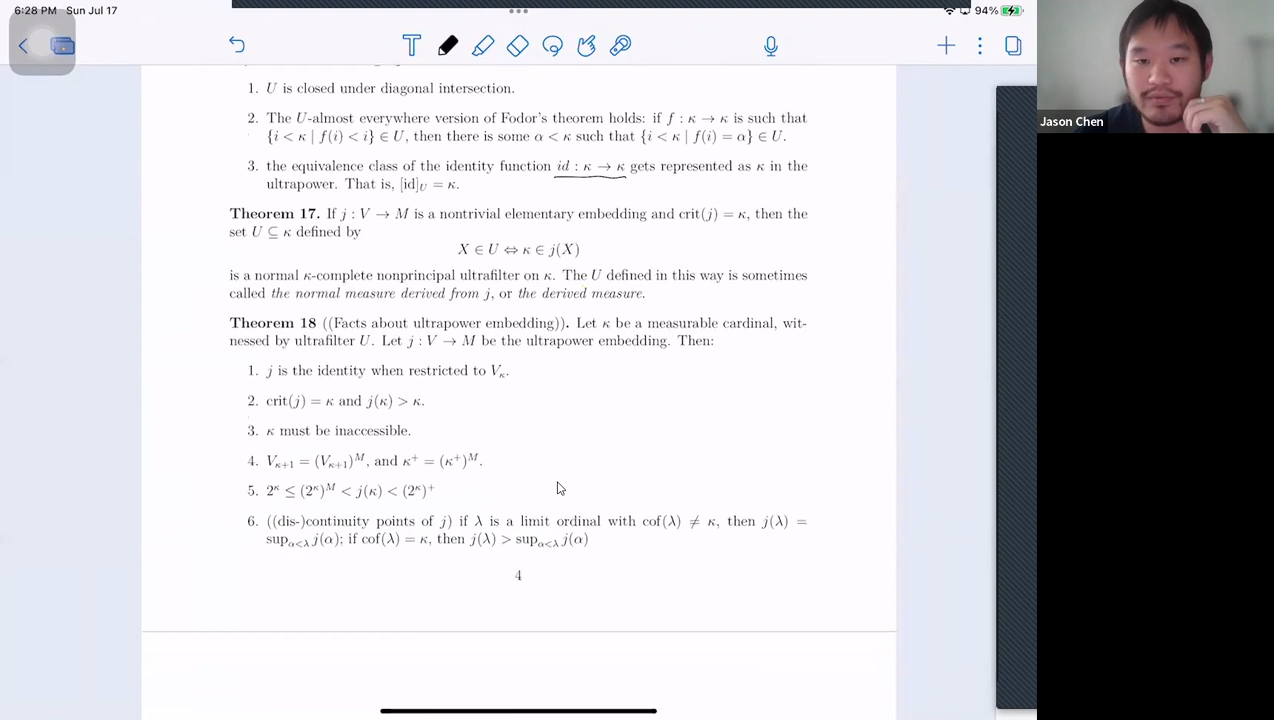 6:28 PM Sun Jul 17
94%
T
1. U is closed under diagonal intersection.
2. The U-almost everywhere version of Fodor's theorem holds: if f : κ → κ is such that
{i < κ | f(i) < i} ∈ U, then there is some α < κ such that {i < κ | f(i) = α} ∈ U.
3. the equivalence class of the identity function id : κ → κ gets represented as κ in the
ultrapower. That is, [id]_U = κ.
Theorem 17. If j : V → M is a nontrivial elementary embedding and crit(j) = κ, then the
set U ⊆ κ defined by
X ∈ U ⇔ κ ∈ j(X)
is a normal κ-complete nonprincipal ultrafilter on κ. The U defined in this way is sometimes
called the normal measure derived from j, or the derived measure.
Theorem 18 ((Facts about ultrapower embedding)). Let κ be a measurable cardinal, wit-
nessed by ultrafilter U. Let j : V → M be the ultrapower embedding. Then:
1. j is the identity when restricted to V_κ.
2. crit(j) = κ and j(κ) > κ.
3. κ must be inaccessible.
4. V_{κ+1} = (V_{κ+1})^M, and κ^+ = (κ^+)^M.
5. 2^κ ≤ (2^κ)^M < j(κ) < (2^κ)^+
6. ((dis-)continuity points of j) if λ is a limit ordinal with cof(λ) ≠ κ, then j(λ) =
sup_{α<λ} j(α); if cof(λ) = κ, then j(λ) > sup_{α<λ} j(α)
4
Jason Chen